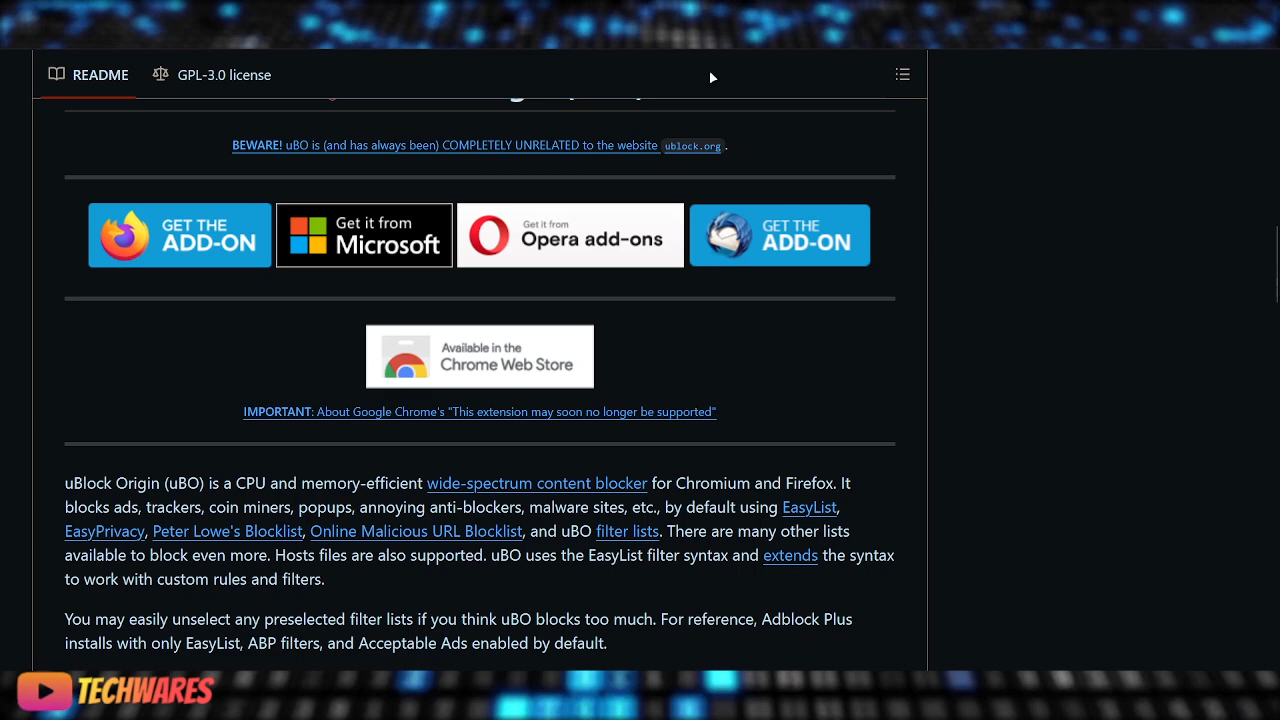 README GPL-3.0 license
BEWARE! uBO is (and has always been) COMPLETELY UNRELATED to the website ublock.org .
GET THE
ADD-ON
Get it from
Microsoft
Get it from
Opera add-ons
GET THE
ADD-ON
Available in the
Chrome Web Store
IMPORTANT: About Google Chrome's "This extension may soon no longer be supported"
uBlock Origin (uBO) is a CPU and memory-efficient wide-spectrum content blocker for Chromium and Firefox. It
blocks ads, trackers, coin miners, popups, annoying anti-blockers, malware sites, etc., by default using EasyList,
EasyPrivacy, Peter Lowe's Blocklist, Online Malicious URL Blocklist, and uBO filter lists. There are many other lists
available to block even more. Hosts files are also supported. uBO uses the EasyList filter syntax and extends the syntax
to work with custom rules and filters.
You may easily unselect any preselected filter lists if you think uBO blocks too much. For reference, Adblock Plus
installs with only EasyList, ABP filters, and Acceptable Ads enabled by default.
TECHWARES